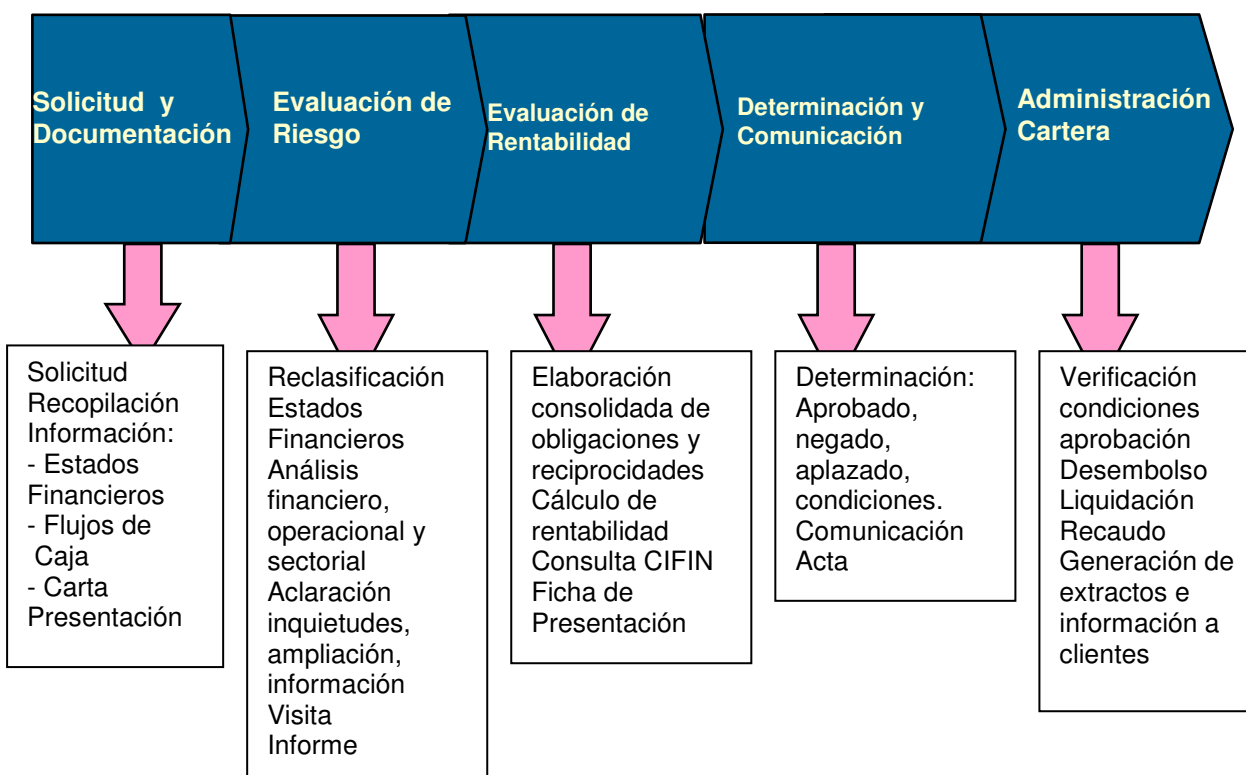 Solicitud y
Documentación
Evaluación de
Riesgo
Evaluación de
Rentabilidad
Determinación y
Comunicación
Administración
Cartera
Solicitud
Recopilación
Información:
- Estados
Financieros
- Flujos de
Caja
- Carta
Presentación
Reclasificación
Estados
Financieros
Análisis
financiero,
operacional y
sectorial
Aclaración
inquietudes,
ampliación,
información
Visita
Informe
Elaboración
consolidada de
obligaciones y
reciprocidades
Cálculo de
rentabilidad
Consulta CIFIN
Ficha de
Presentación
Determinación:
Aprobado,
negado,
aplazado,
condiciones.
Comunicación
Acta
Verificación
condiciones
aprobación
Desembolso
Liquidación
Recaudo
Generación de
extractos e
información a
clientes